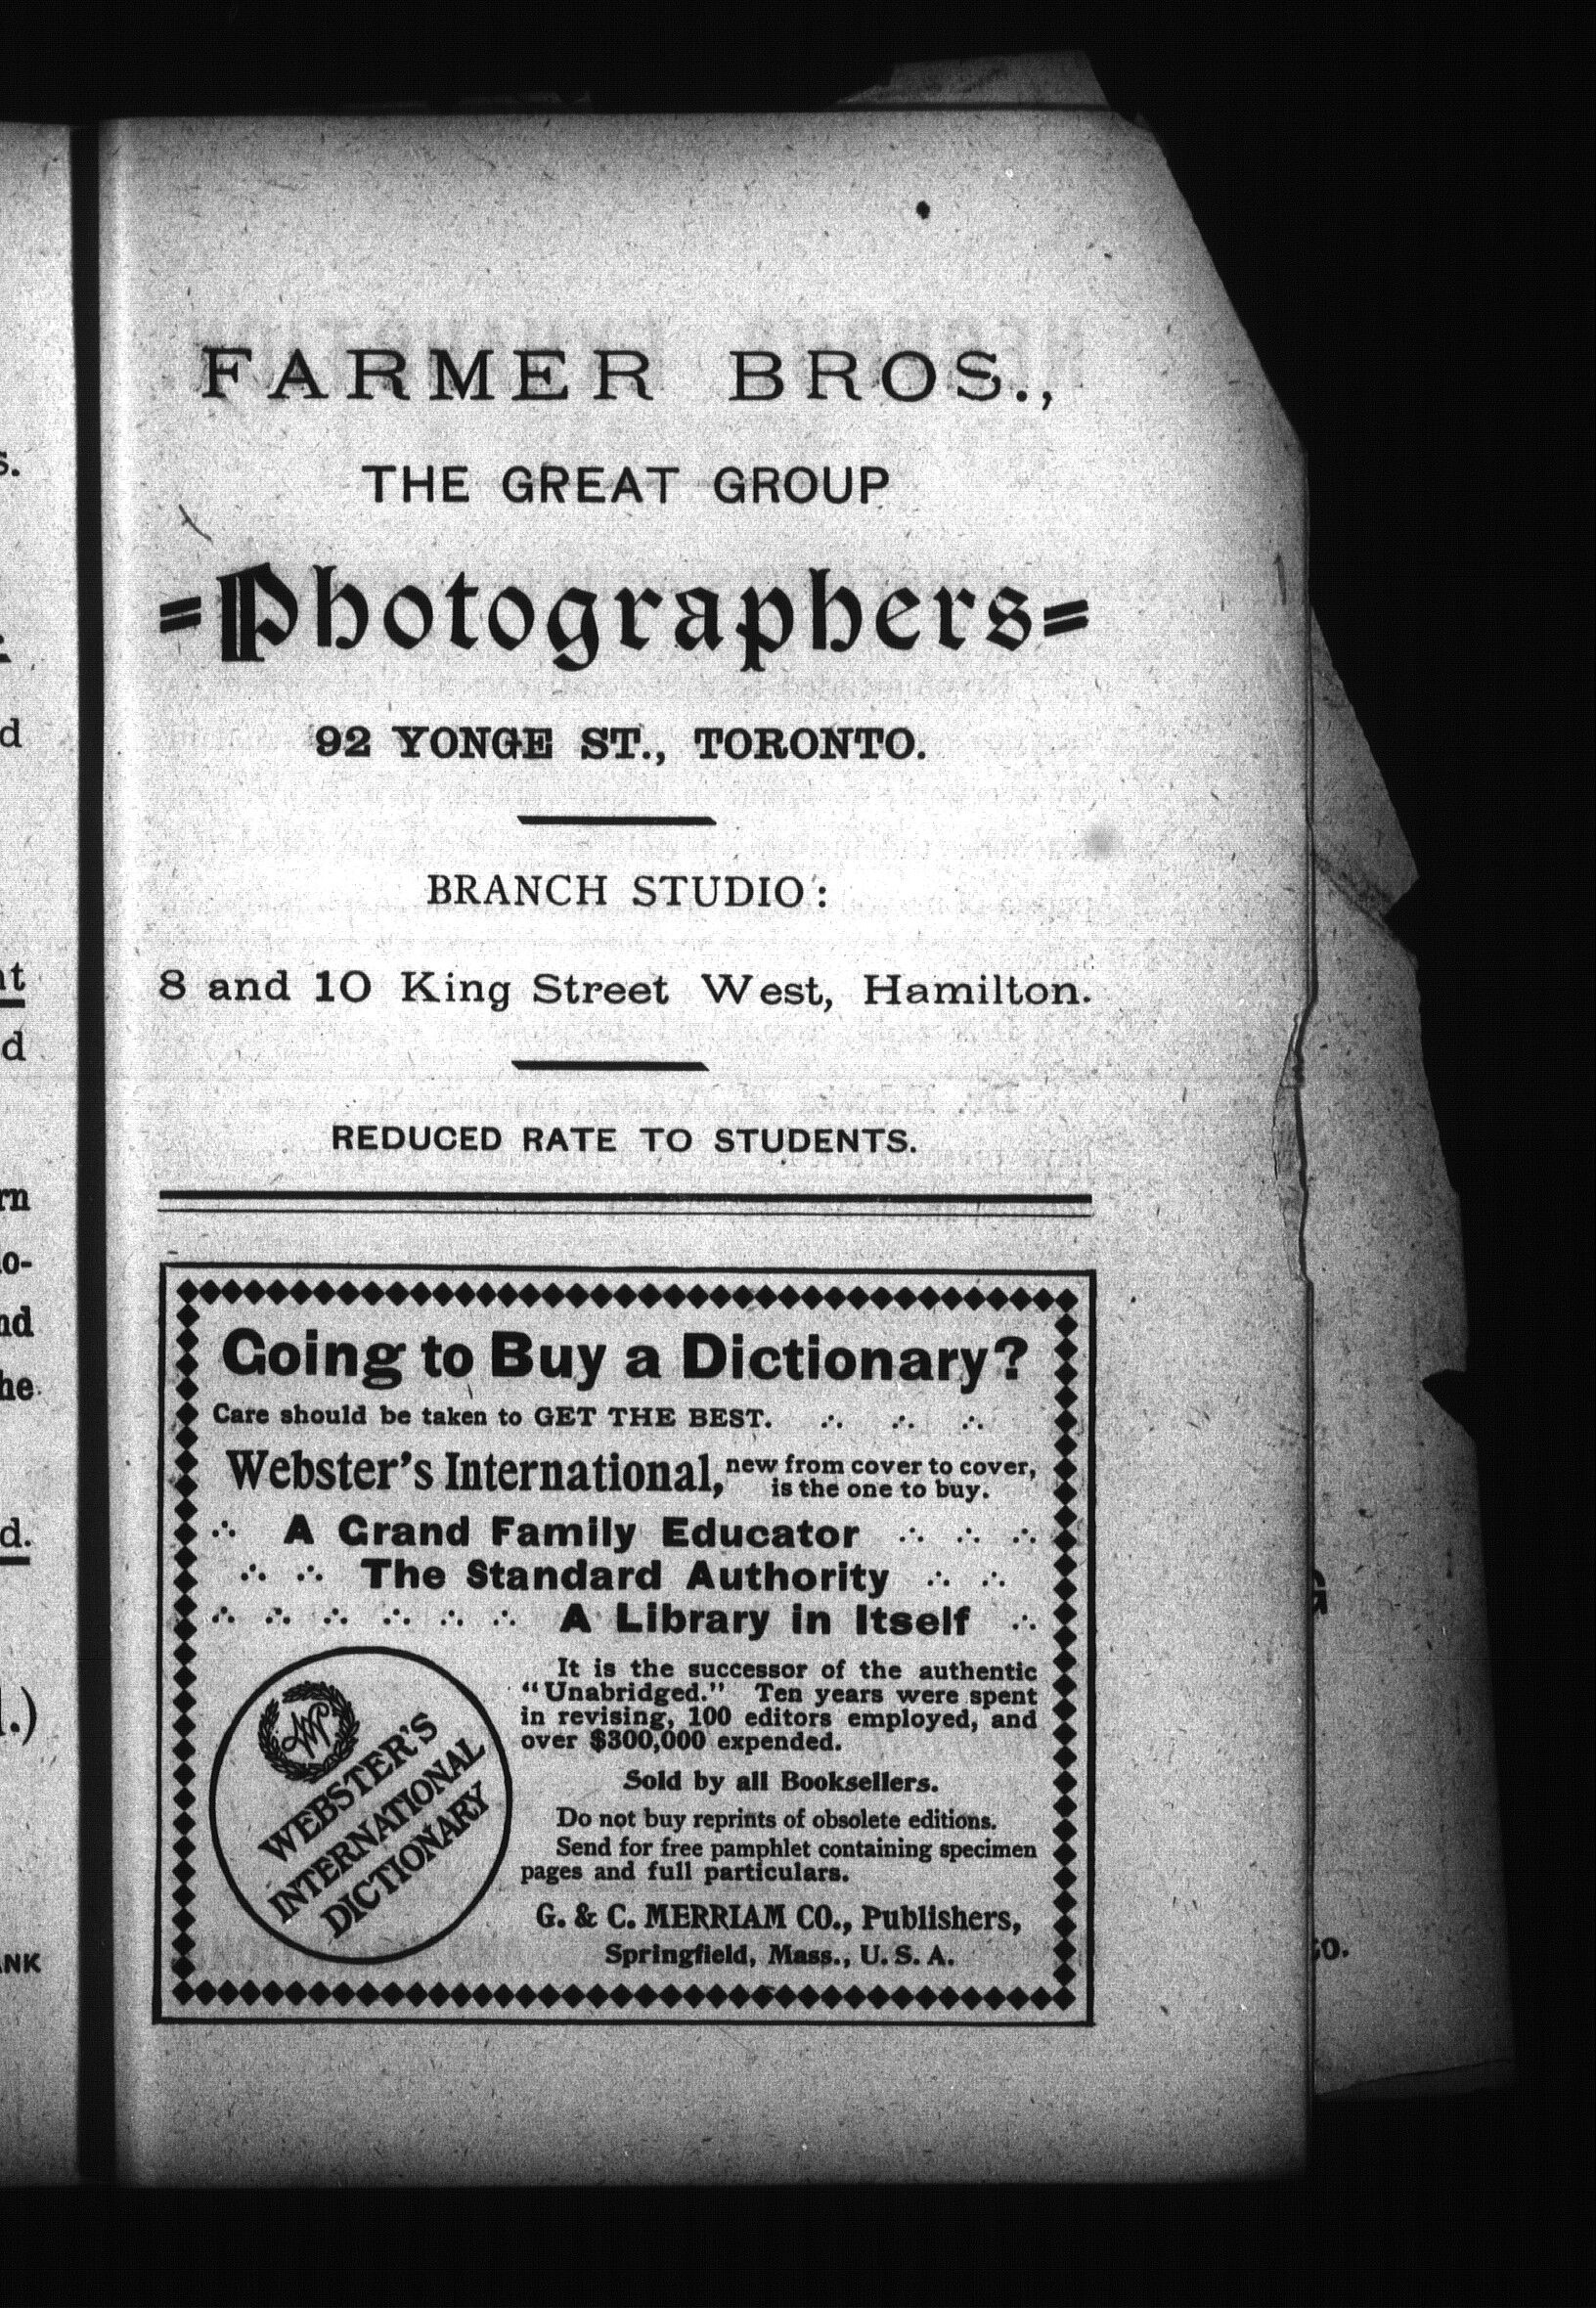 FARMER BROS.,
THE GREAT GROUP
=Photographers=
92 YONGE ST., TORONTO.
BRANCH STUDIO:
8 and 10 King Street West, Hamilton.
REDUCED RATE TO STUDENTS.
Going to Buy a Dictionary?
Care should be taken to GET THE BEST. ∴ ∴ ∴
Webster's International, new from cover to cover,
is the one to buy.
∴ A Grand Family Educator ∴ ∴ ∴
∴ ∴ The Standard Authority ∴ ∴
∴ ∴ ∴ ∴ ∴ ∴ A Library in Itself ∴
It is the successor of the authentic
"Unabridged." Ten years were spent
in revising, 100 editors employed, and
over $300,000 expended.
Sold by all Booksellers.
Do not buy reprints of obsolete editions.
Send for free pamphlet containing specimen
pages and full particulars.
G. & C. MERRIAM CO., Publishers,
Springfield, Mass., U. S. A.
WEBSTER'S
INTERNATIONAL
DICTIONARY